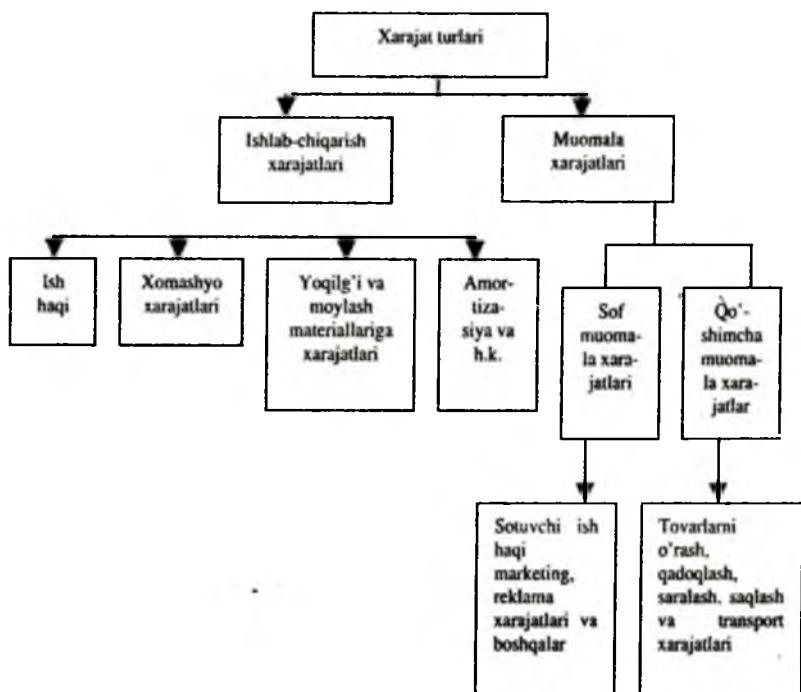 Xarajat turlari
Ishlab-chiqarish
xarajatlari
Muomala
xarajatlari
Ish
haqi
Xomashyo
xarajatlari
Yoqilg'i va
moylash
materiallariga
xarajatlari
Amor-
tiza-
siya va
h.k.
Sof
muoma-
la xara-
jatlari
Qo'-
shimcha
muoma-
la xara-
jatlar
Sotuvchi ish
haqi
marketing,
reklama
xarajatlari va
boshqalar
Tovarlarni
o'rash,
qadoqlash,
saralash, saqlash
va transport
xarajatlari